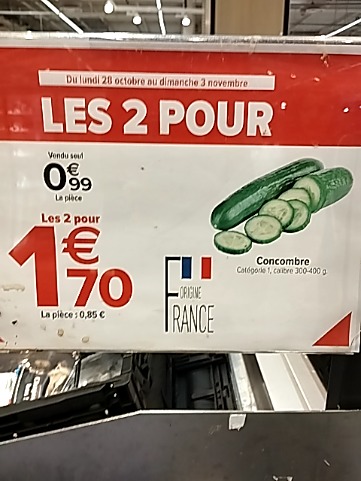 Du lundi 28 octobre au dimanche 3 novembre
LES 2 POUR
Vendu seul
0€99
La pièce
Les 2 pour
1€70
La pièce : 0,85 €
Concombre
Catégorie 1, calibre 300-400 g.
ORIGINE
FRANCE